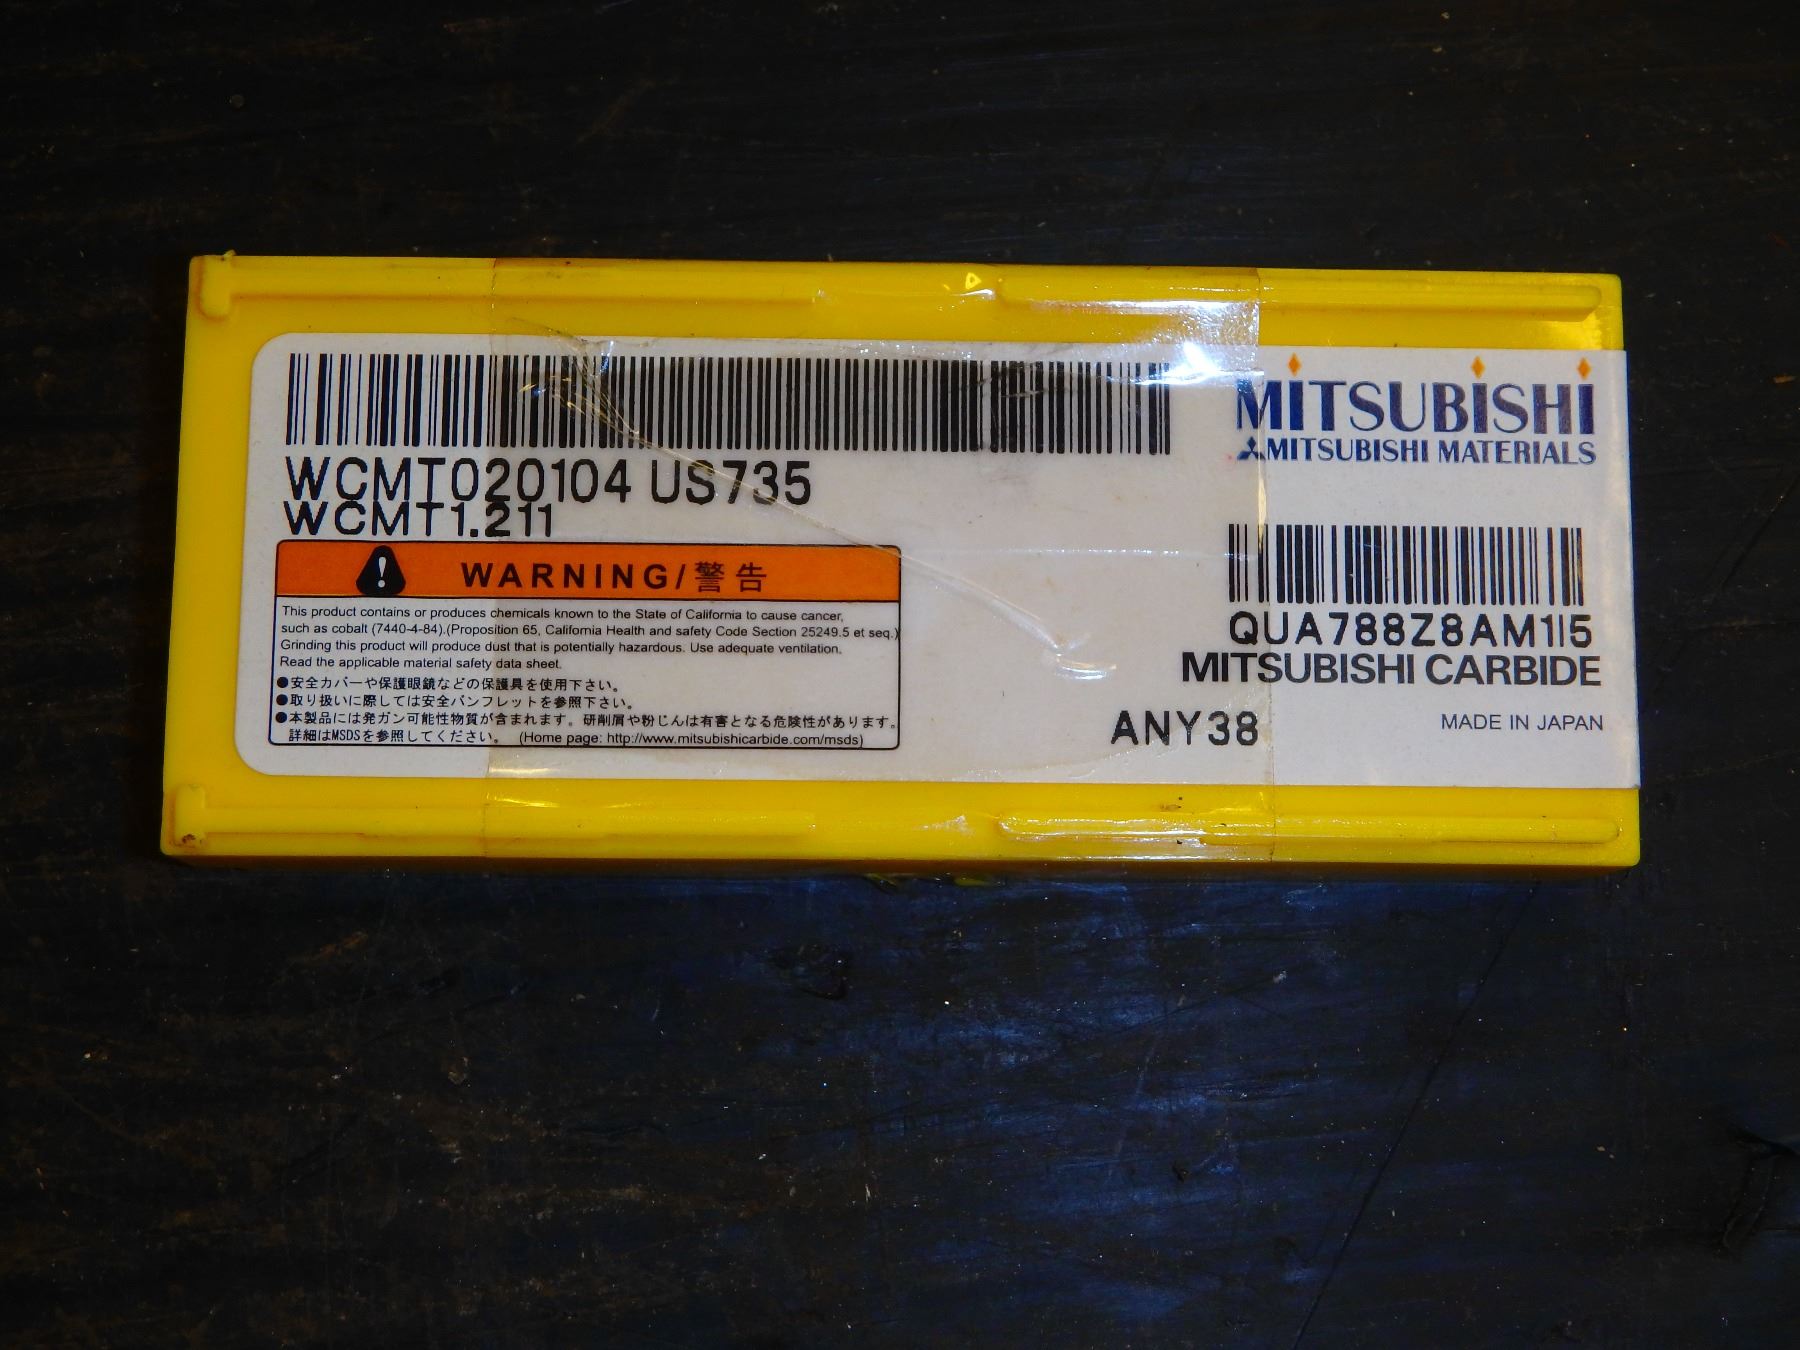 MITSUBISHI
MITSUBISHI MATERIALS
WCMT020104 US735
WCMT1.211
WARNING/警告
This product contains or produces chemicals known to the State of California to cause cancer,
such as cobalt (7440-4-84).(Proposition 65, California Health and safety Code Section 25249.5 et seq.)
Grinding this product will produce dust that is potentially hazardous. Use adequate ventilation.
Read the applicable material safety data sheet.
●安全カバーや保護眼鏡などの保護具を使用下さい。
●取り扱いに際しては安全パンフレットを参照下さい。
●本製品には発ガン可能性物質が含まれます。研削屑や粉じんは有害となる危険性があります。
詳細はMSDSを参照してください。 (Home page: http://www.mitsubishicarbide.com/msds)
QUA788Z8AM1I5
MITSUBISHI CARBIDE
ANY38
MADE IN JAPAN